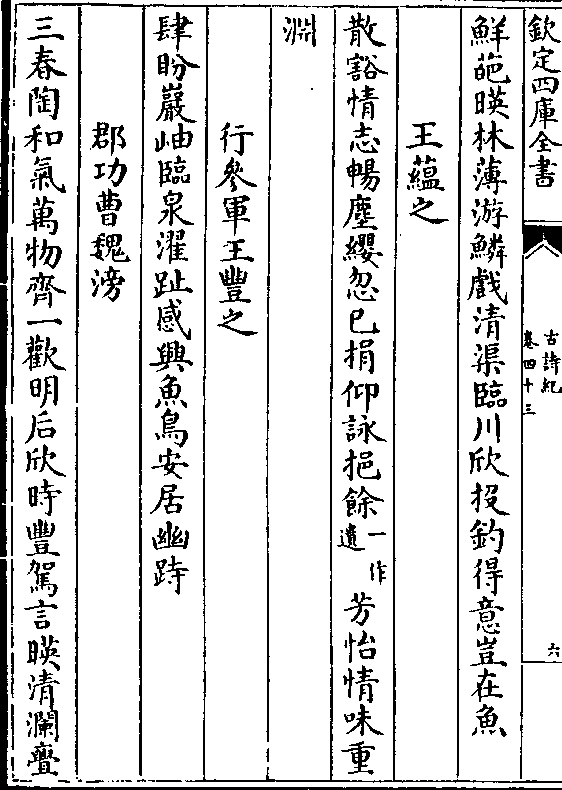 欽定四庫全書
古詩紀
卷四十三
六
鮮葩暎林薄游鱗戲清渠臨川欣投釣得意豈在魚
王蘊之
散豁情志暢塵纓忽已捐仰詠挹餘一作遺芳怡情味重
淵
行參軍王豐之
肆盼巖岫臨泉濯趾感興魚鳥安居幽跱
郡功曹魏滂
三春陶和氣萬物齊一歡明后欣時豐駕言暎清瀾亹